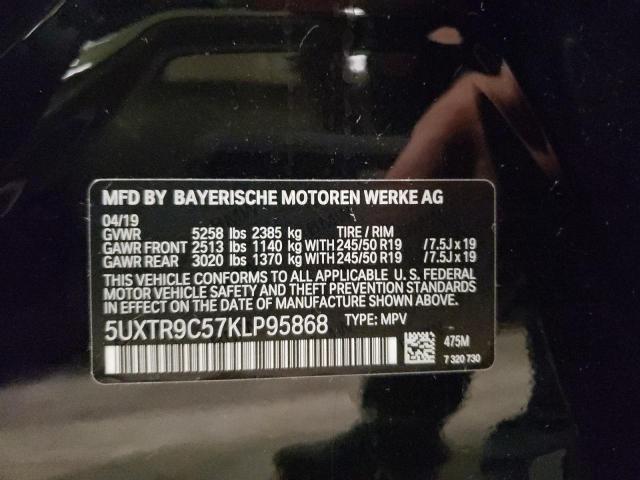 MFD BY BAYERISCHE MOTOREN WERKE AG
04/19
GVWR 5258 lbs 2385 kg TIRE / RIM
GAWR FRONT 2513 lbs 1140 kg WITH 245/50 R19 /7.5J x 19
GAWR REAR 3020 lbs 1370 kg WITH 245/50 R19 /7.5J x 19
THIS VEHICLE CONFORMS TO ALL APPLICABLE U. S. FEDERAL
MOTOR VEHICLE SAFETY AND THEFT PREVENTION STANDARDS
IN EFFECT ON THE DATE OF MANUFACTURE SHOWN ABOVE.
5UXTR9C57KLP95868 TYPE: MPV
475M
7 320 730